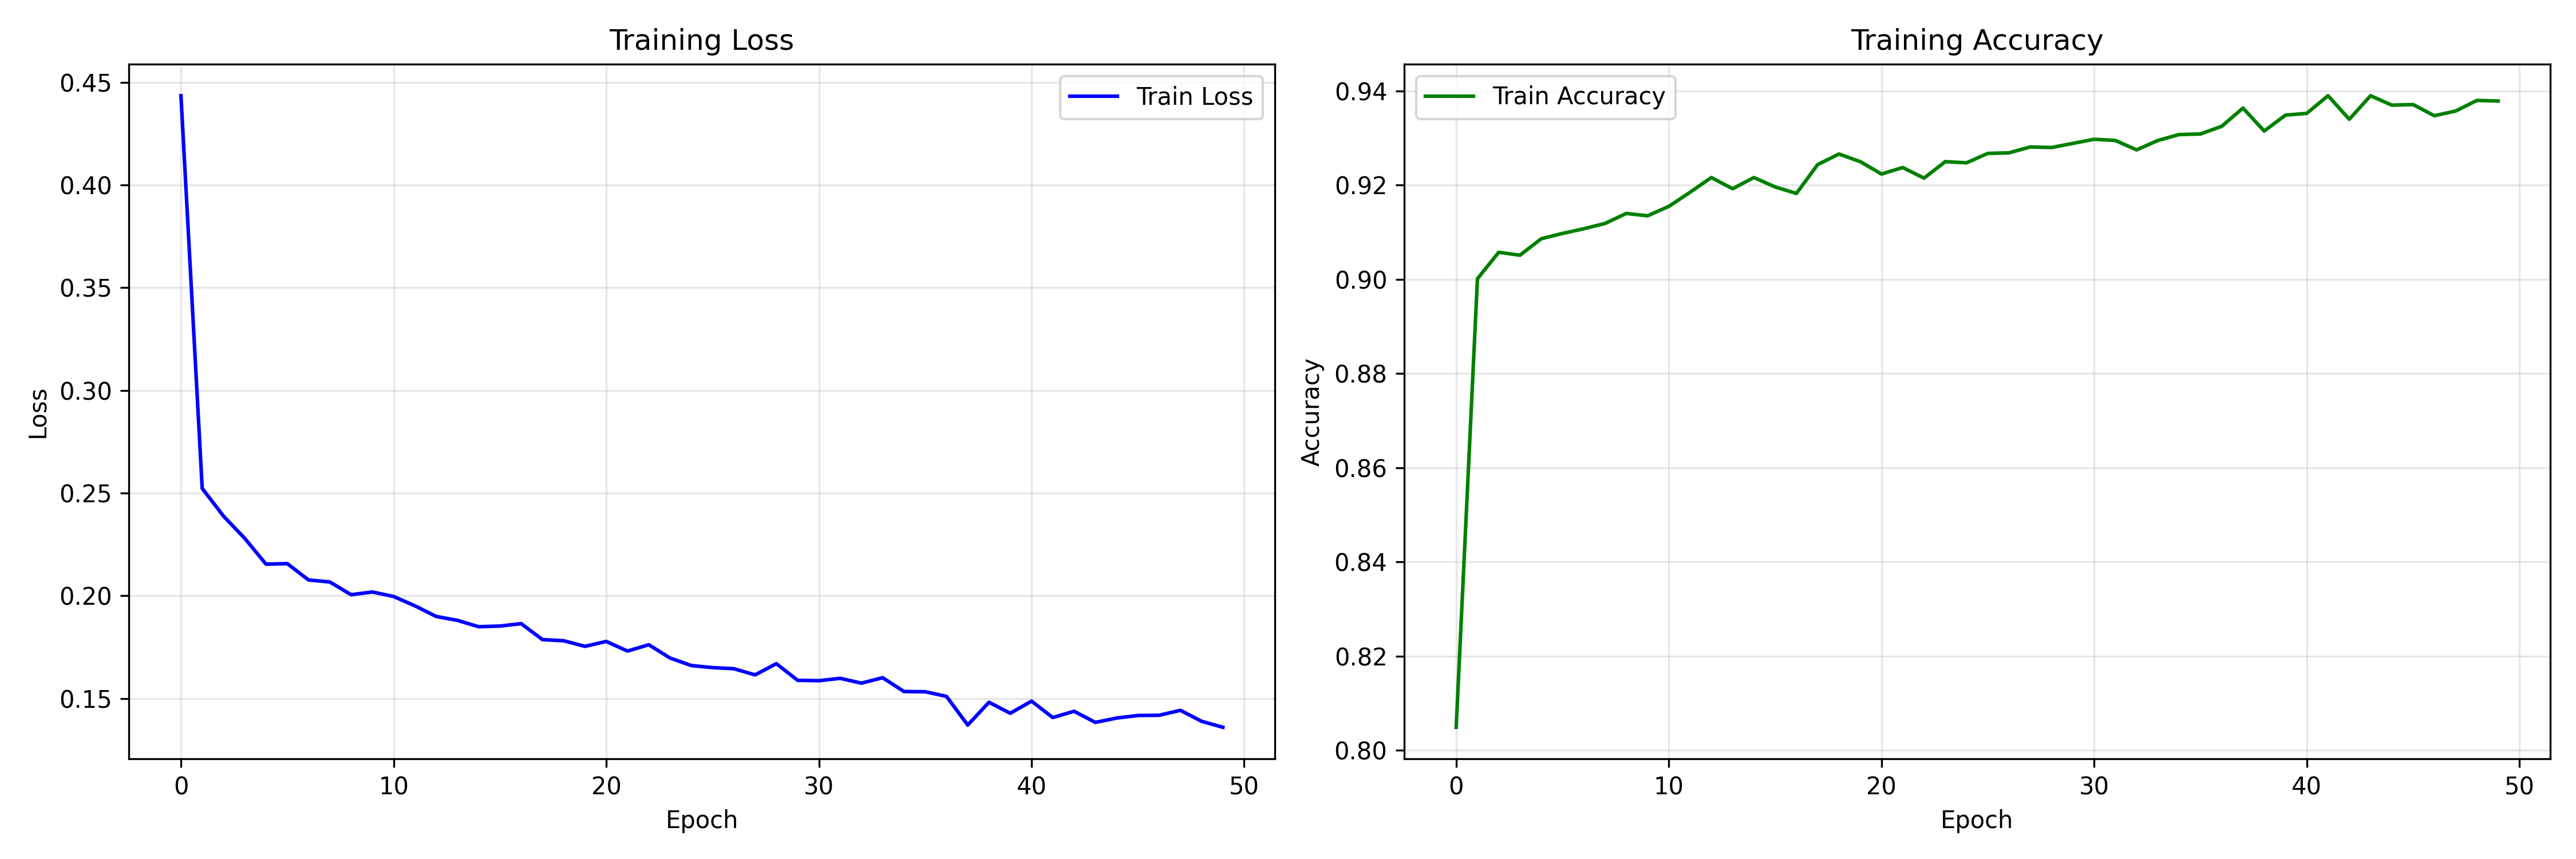 Training Loss
Train Loss
0.45
0.40
0.35
0.30
0.25
0.20
0.15
Loss
0 10 20 30 40 50
Epoch
Training Accuracy
Train Accuracy
0.94
0.92
0.90
0.88
0.86
0.84
0.82
0.80
Accuracy
0 10 20 30 40 50
Epoch